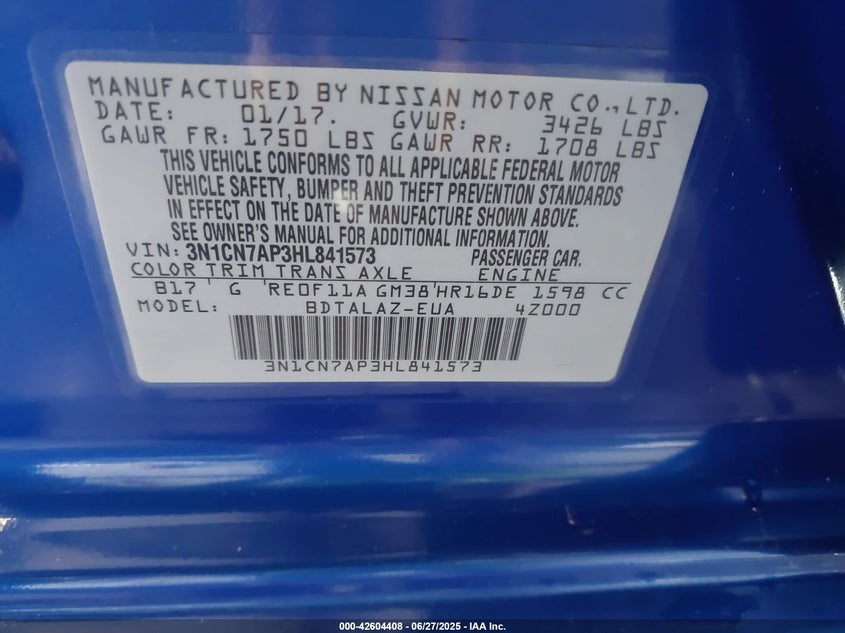 MANUFACTURED BY NISSAN MOTOR CO., LTD.
DATE: 01/17. GVWR: 3426 LBS
GAWR FR: 1750 LBS GAWR RR: 1708 LBS
THIS VEHICLE CONFORMS TO ALL APPLICABLE FEDERAL MOTOR
VEHICLE SAFETY, BUMPER AND THEFT PREVENTION STANDARDS
IN EFFECT ON THE DATE OF MANUFACTURE SHOWN ABOVE.
SEE OWNER'S MANUAL FOR ADDITIONAL INFORMATION.
VIN: 3N1CN7AP3HL841573 PASSENGER CAR.
COLOR TRIM TRANS AXLE ENGINE
B17 G RE0F11A GM38 HR16DE 1598 CC
MODEL: BDTALAZ-EUA 4Z000
3N1CN7AP3HL841573
000-42604408 - 06/27/2025 - IAA Inc.